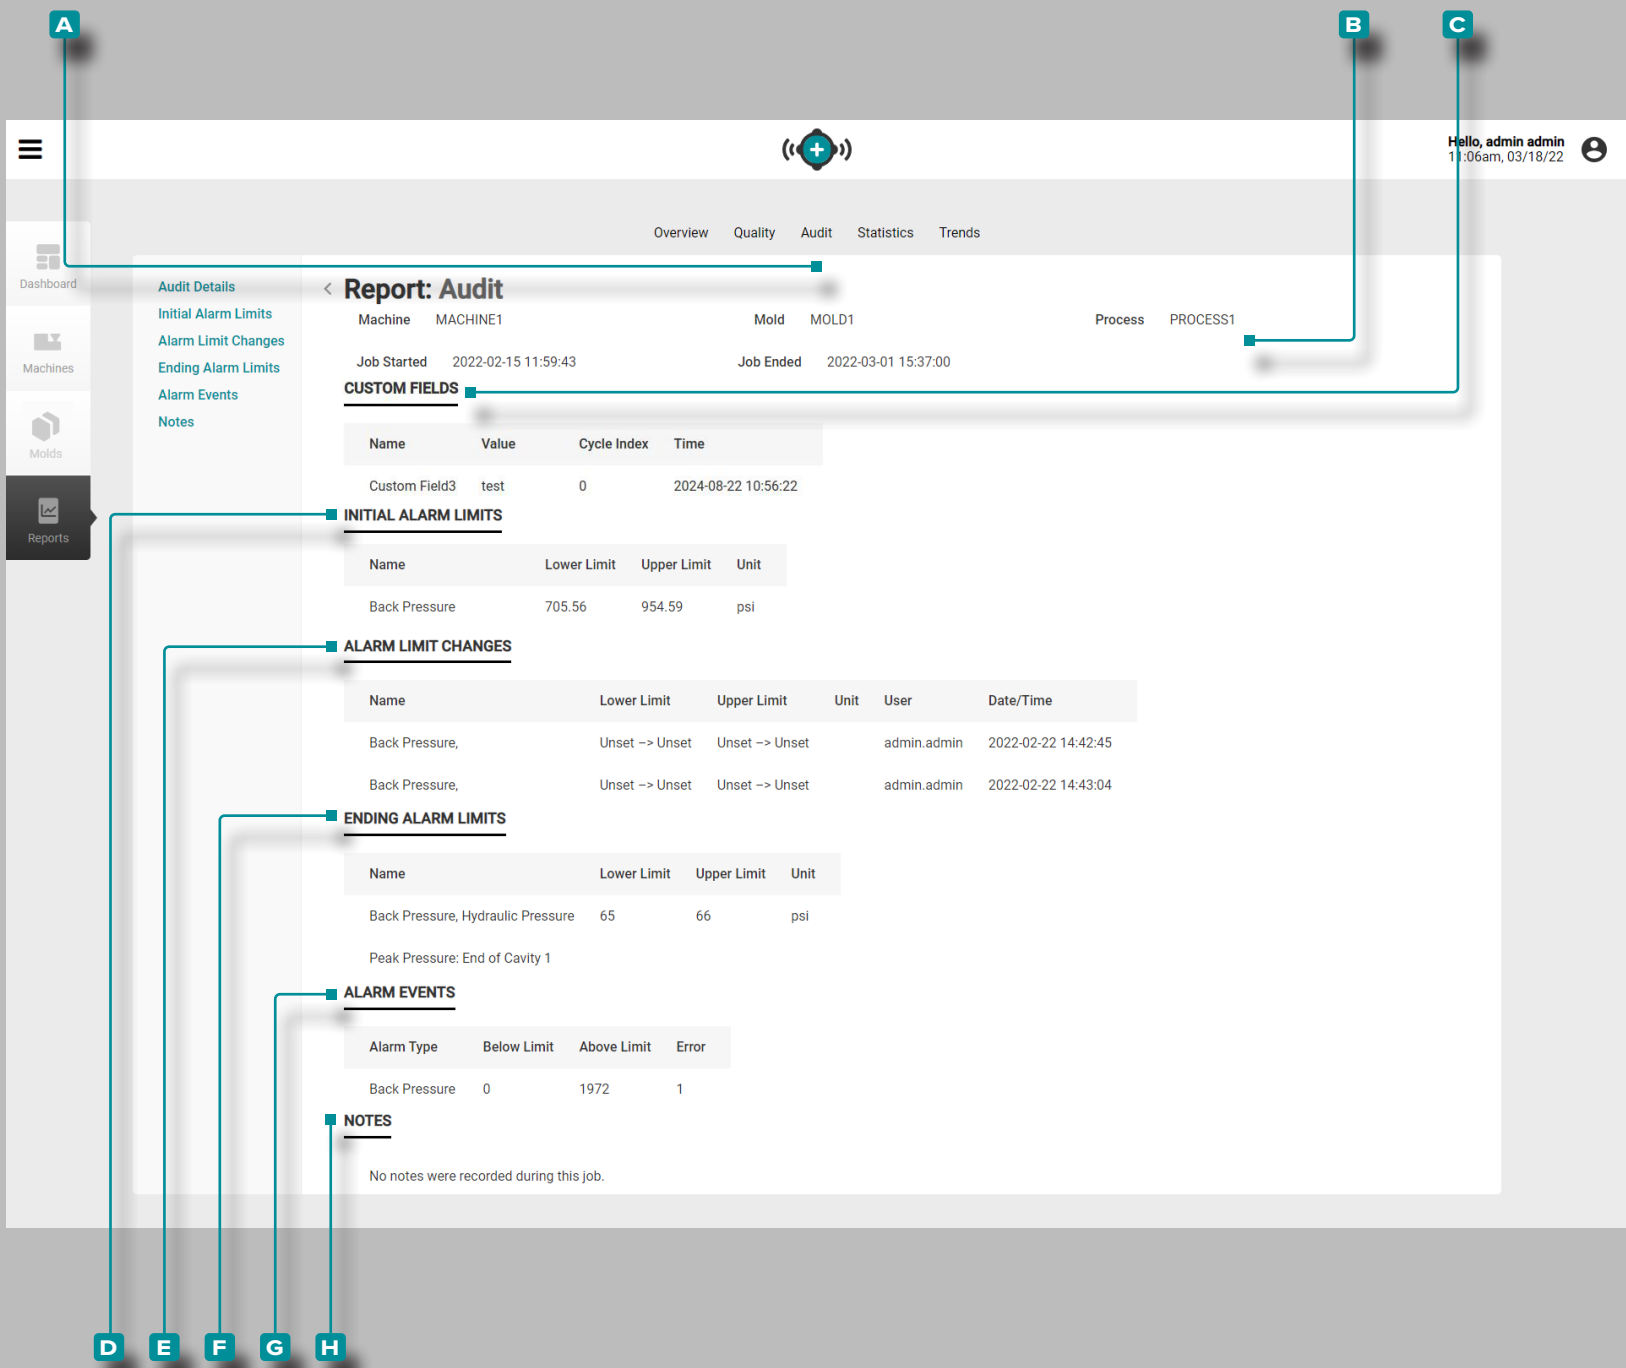 A B C
Hello, admin admin
11:06am, 03/18/22
Overview Quality Audit Statistics Trends
Dashboard
Machines
Molds
Reports
Audit Details
Initial Alarm Limits
Alarm Limit Changes
Ending Alarm Limits
Alarm Events
Notes
Report: Audit
Machine MACHINE1 Mold MOLD1 Process PROCESS1
Job Started 2022-02-15 11:59:43 Job Ended 2022-03-01 15:37:00
CUSTOM FIELDS
Name Value Cycle Index Time
Custom Field3 test 0 2024-08-22 10:56:22
INITIAL ALARM LIMITS
Name Lower Limit Upper Limit Unit
Back Pressure 705.56 954.59 psi
ALARM LIMIT CHANGES
Name Lower Limit Upper Limit Unit User Date/Time
Back Pressure, Unset –> Unset Unset –> Unset admin.admin 2022-02-22 14:42:45
Back Pressure, Unset –> Unset Unset –> Unset admin.admin 2022-02-22 14:43:04
ENDING ALARM LIMITS
Name Lower Limit Upper Limit Unit
Back Pressure, Hydraulic Pressure 65 66 psi
Peak Pressure: End of Cavity 1
ALARM EVENTS
Alarm Type Below Limit Above Limit Error
Back Pressure 0 1972 1
NOTES
No notes were recorded during this job.
D E F G H